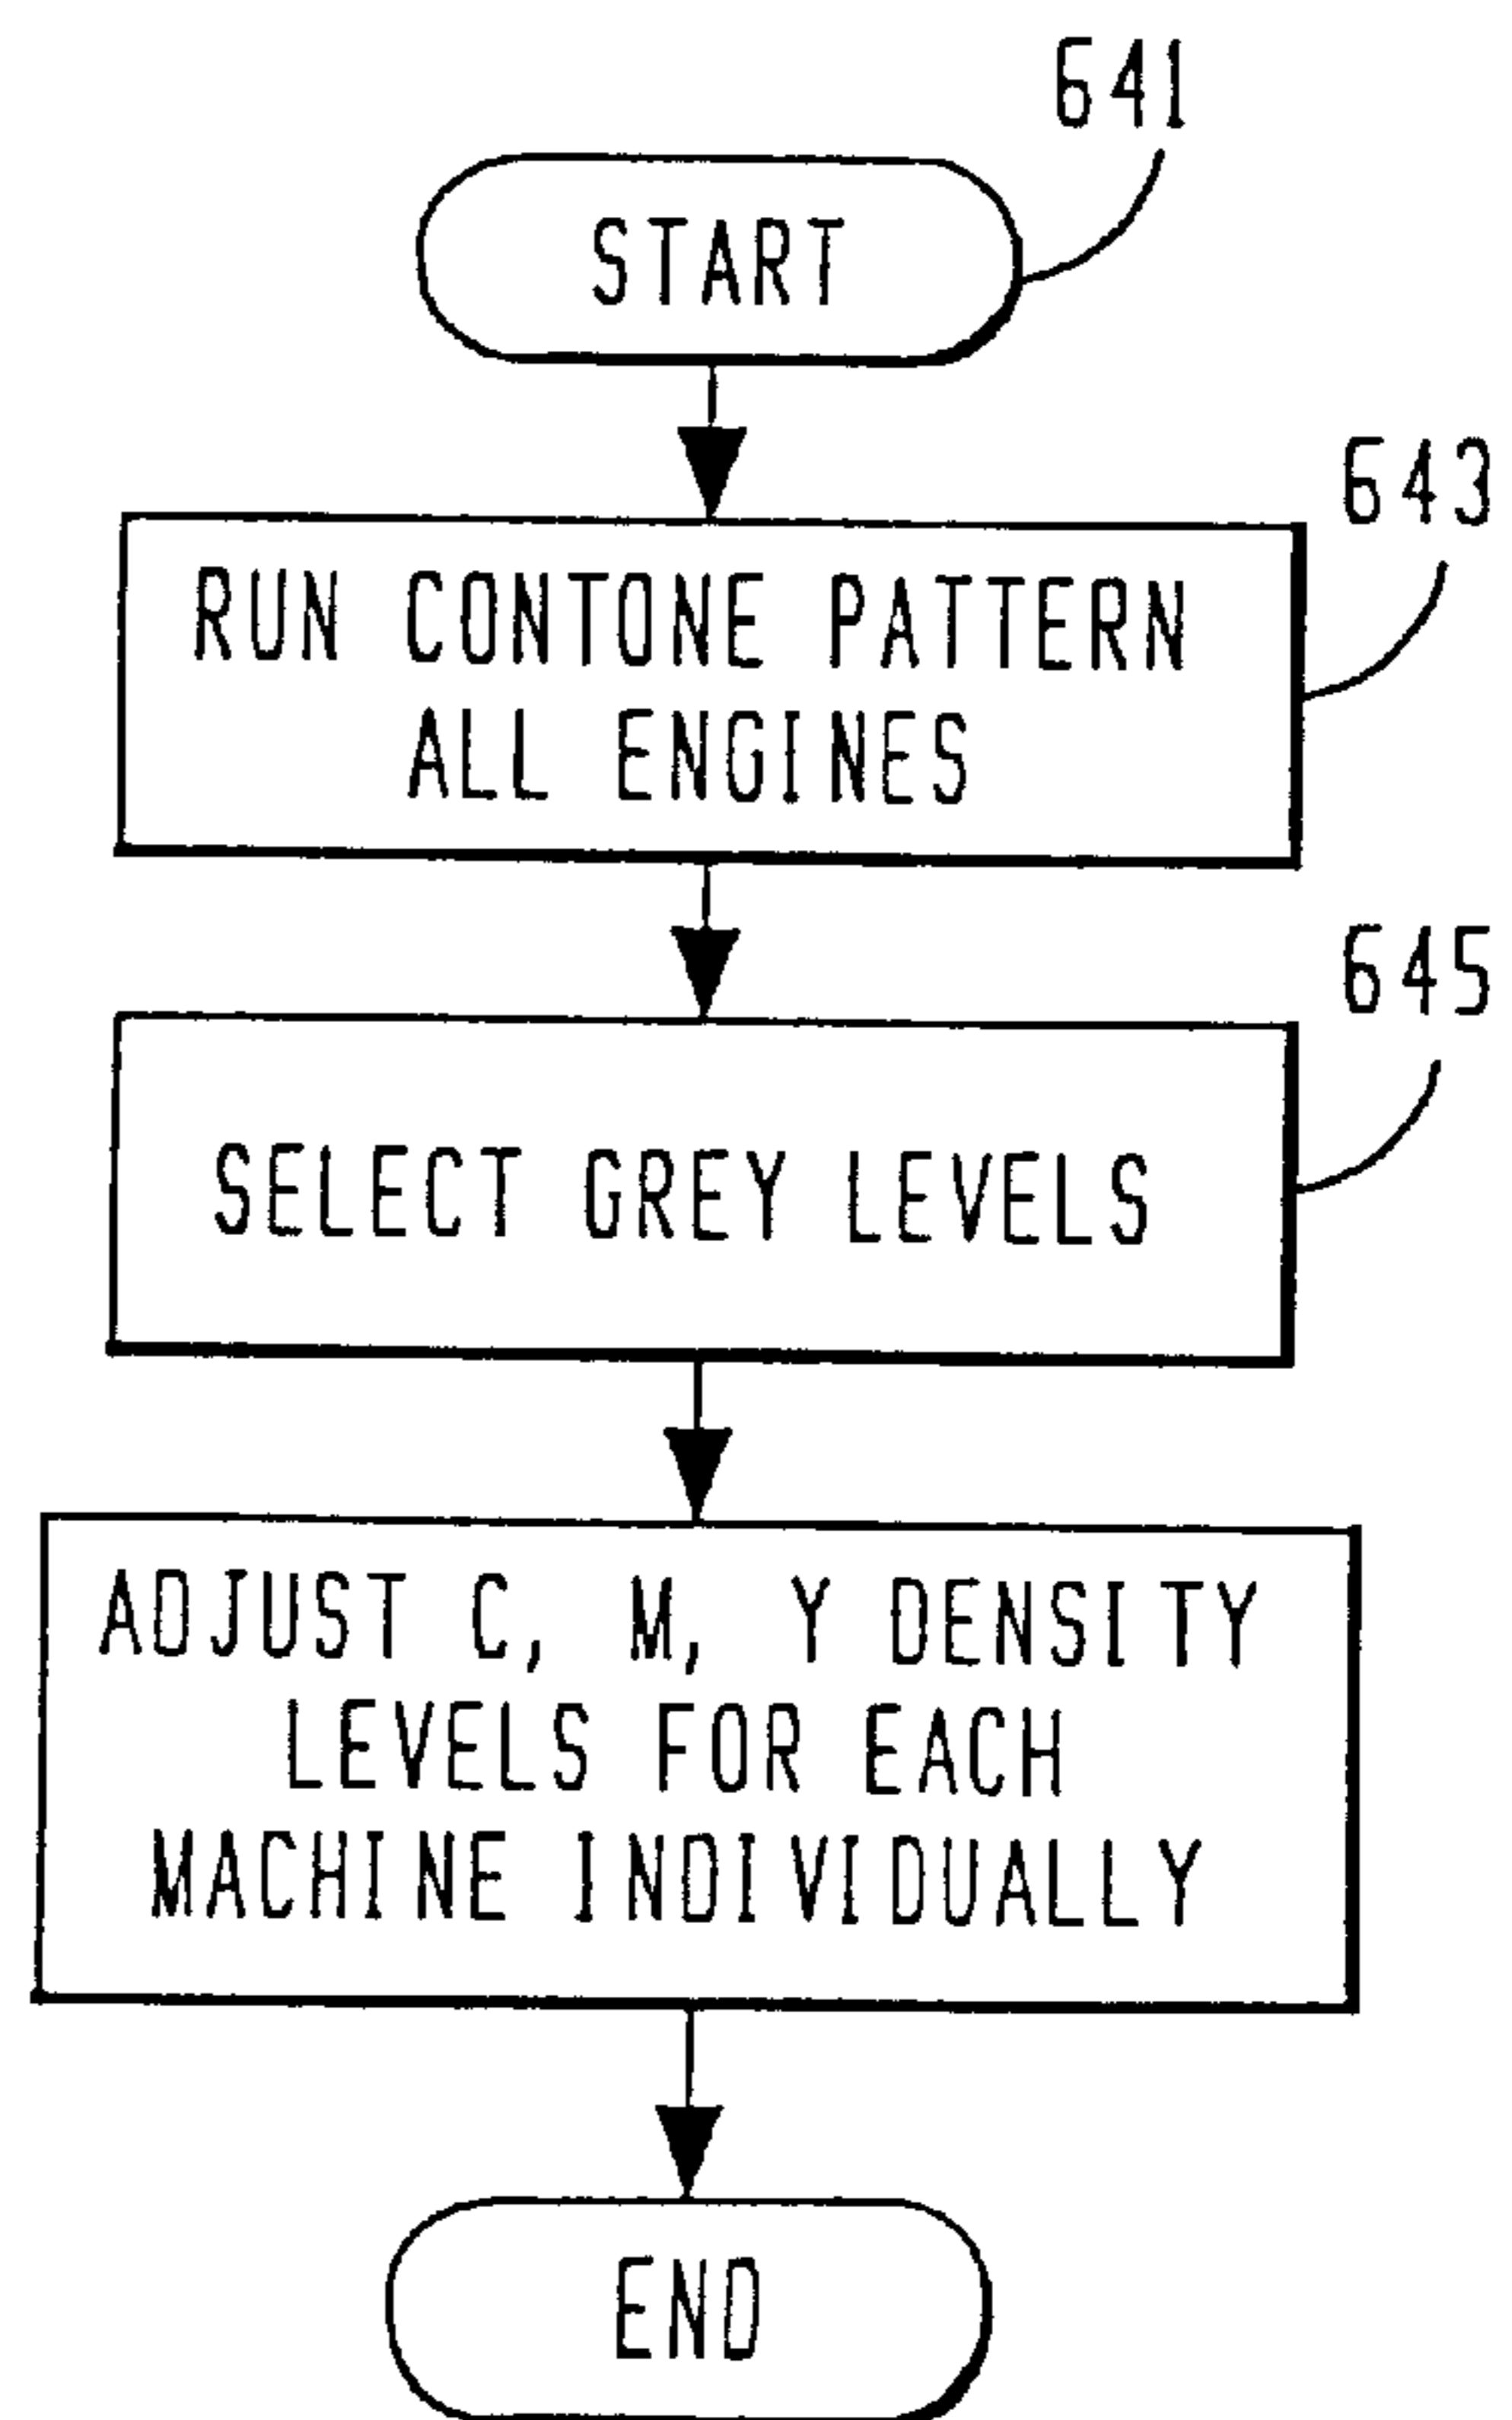 641
START
643
RUN CONTONE PATTERN
ALL ENGINES
645
SELECT GREY LEVELS
ADJUST C, M, Y DENSITY
LEVELS FOR EACH
MACHINE INDIVIDUALLY
END